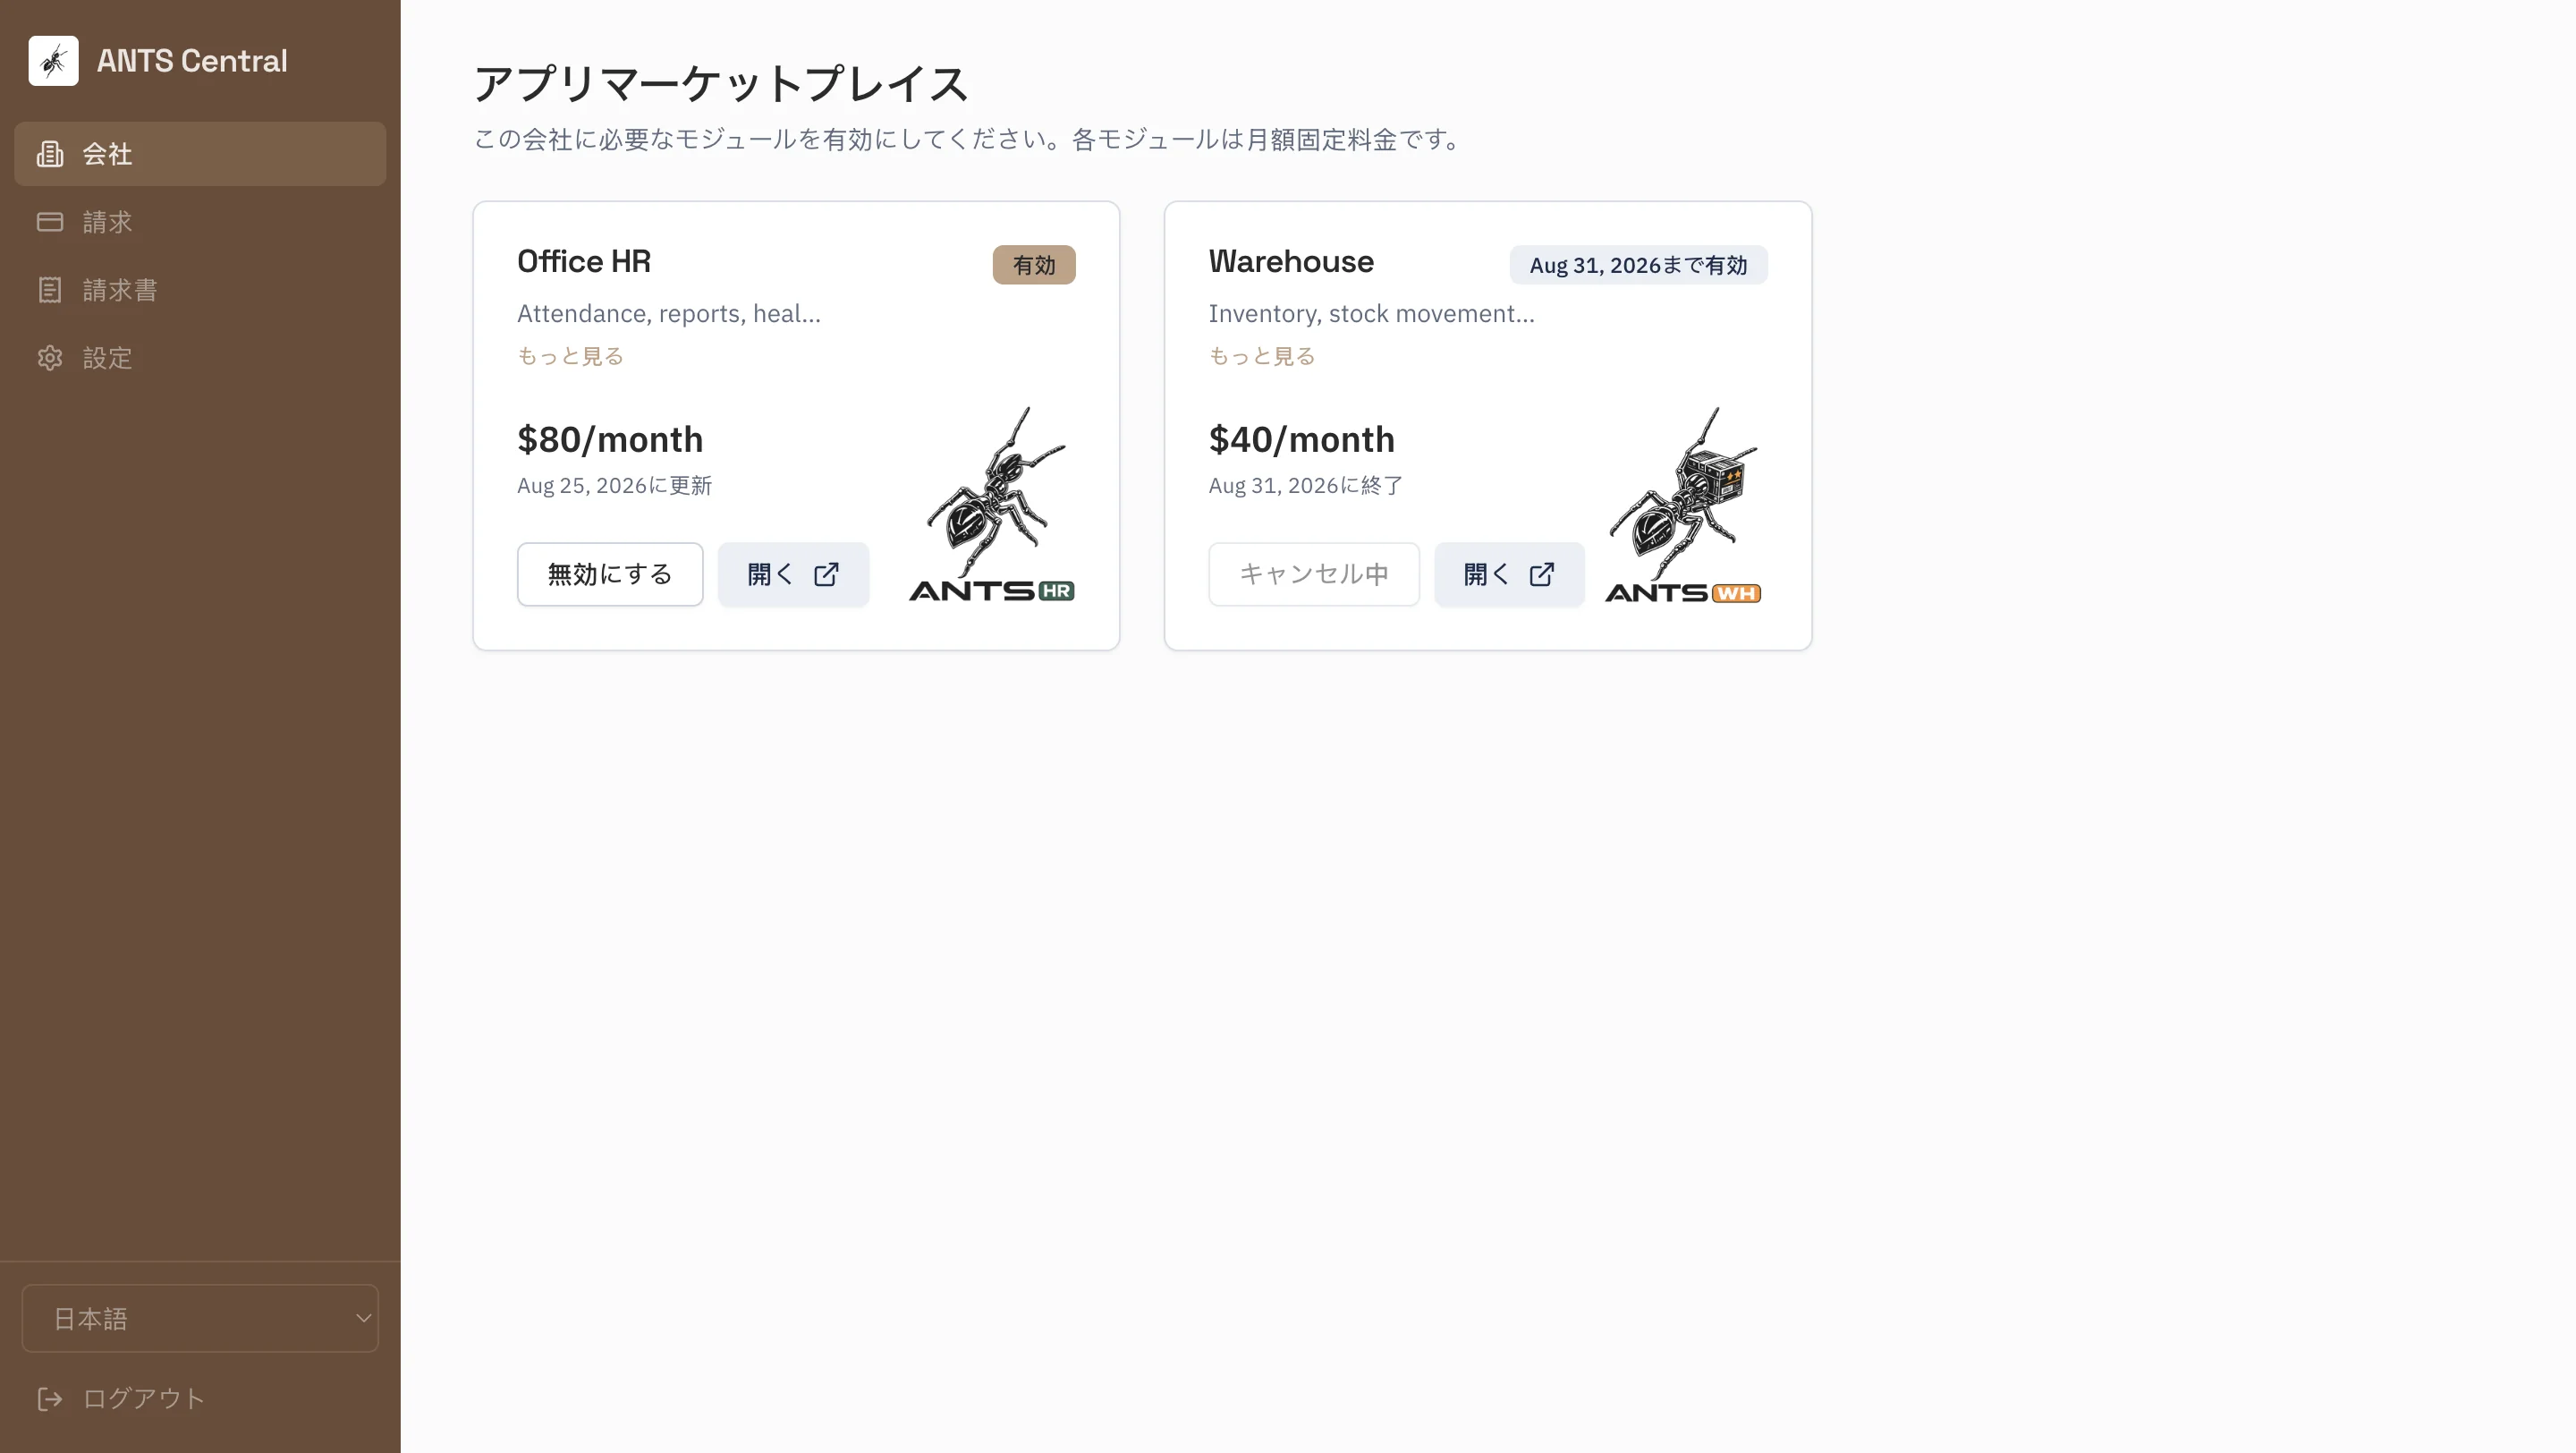 ANTS Central
会社
請求
請求書
設定
日本語
ログアウト
アプリマーケットプレイス
この会社に必要なモジュールを有効にしてください。各モジュールは月額固定料金です。
Office HR
有効
Attendance, reports, heal...
もっと見る
$80/month
Aug 25, 2026に更新
無効にする
開く
ANTS HR
Warehouse
Aug 31, 2026まで有効
Inventory, stock movement...
もっと見る
$40/month
Aug 31, 2026に終了
キャンセル中
開く
ANTS WH